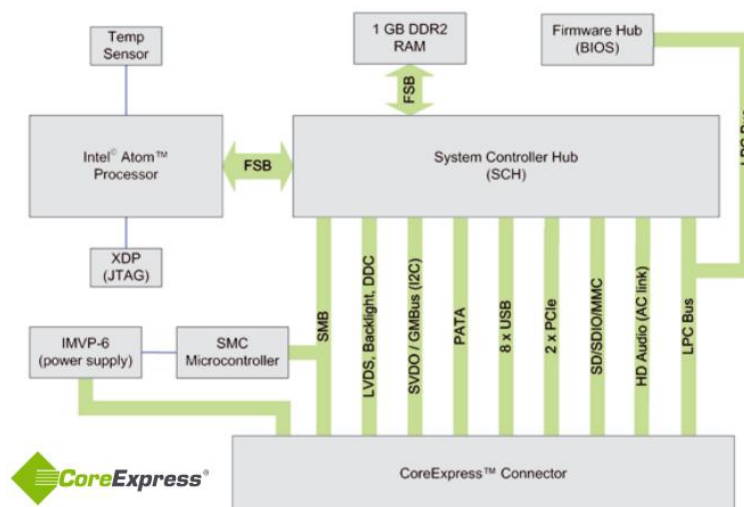 Temp
Sensor
1 GB DDR2
RAM
Firmware Hub
(BIOS)
FSB
LPC Bus
Intel© Atom™
Processor
FSB
System Controller Hub
(SCH)
XDP
(JTAG)
SMB
LVDS, Backlight, DDC
SVDO / GMBus (I2C)
PATA
8 x USB
2 x PCIe
SD/SDIO/MMC
HD Audio (AC link)
LPC Bus
IMVP-6
(power supply)
SMC
Microcontroller
CoreExpress®
CoreExpress™ Connector